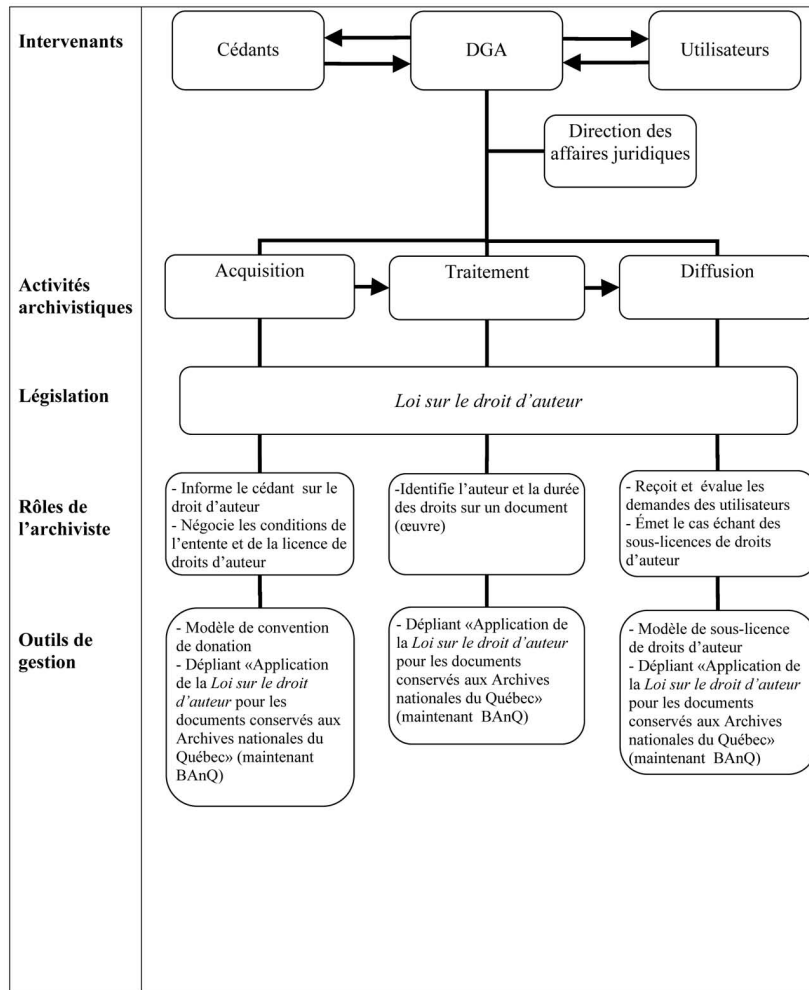 Intervenants
Cédants
DGA
Utilisateurs
Direction des
affaires juridiques
Activités
archivistiques
Acquisition
Traitement
Diffusion
Législation
Loi sur le droit d’auteur
Rôles de
l’archiviste
- Informe le cédant sur le
droit d’auteur
- Négocie les conditions de
l’entente et de la licence de
droits d’auteur
-Identifie l’auteur et la durée
des droits sur un document
(œuvre)
- Reçoit et évalue les
demandes des utilisateurs
- Émet le cas échant des
sous-licences de droits
d’auteur
Outils de
gestion
- Modèle de convention
de donation
- Dépliant «Application
de la Loi sur le droit
d’auteur pour les
documents conservés aux
Archives nationales du
Québec» (maintenant
BAnQ)
- Dépliant «Application de
la Loi sur le droit d’auteur
pour les documents
conservés aux Archives
nationales du Québec»
(maintenant BAnQ)
- Modèle de sous-licence
de droits d’auteur
- Dépliant «Application de
la Loi sur le droit d’auteur
pour les documents
conservés aux Archives
nationales du Québec»
(maintenant BAnQ)